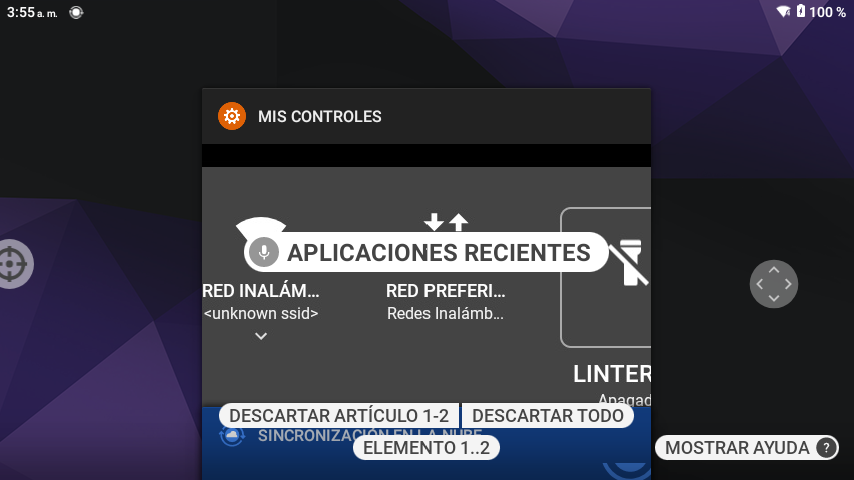 3:55 a. m.
100 %
MIS CONTROLES
APLICACIONES RECIENTES
RED INALÁM...
RED PREFERI...
<unknown ssid>
Redes Inalámb...
LINTER
Apagad
DESCARTAR ARTÍCULO 1-2
DESCARTAR TODO
SINCRONIZACIÓN EN LA NUBE
ELEMENTO 1..2
MOSTRAR AYUDA ?